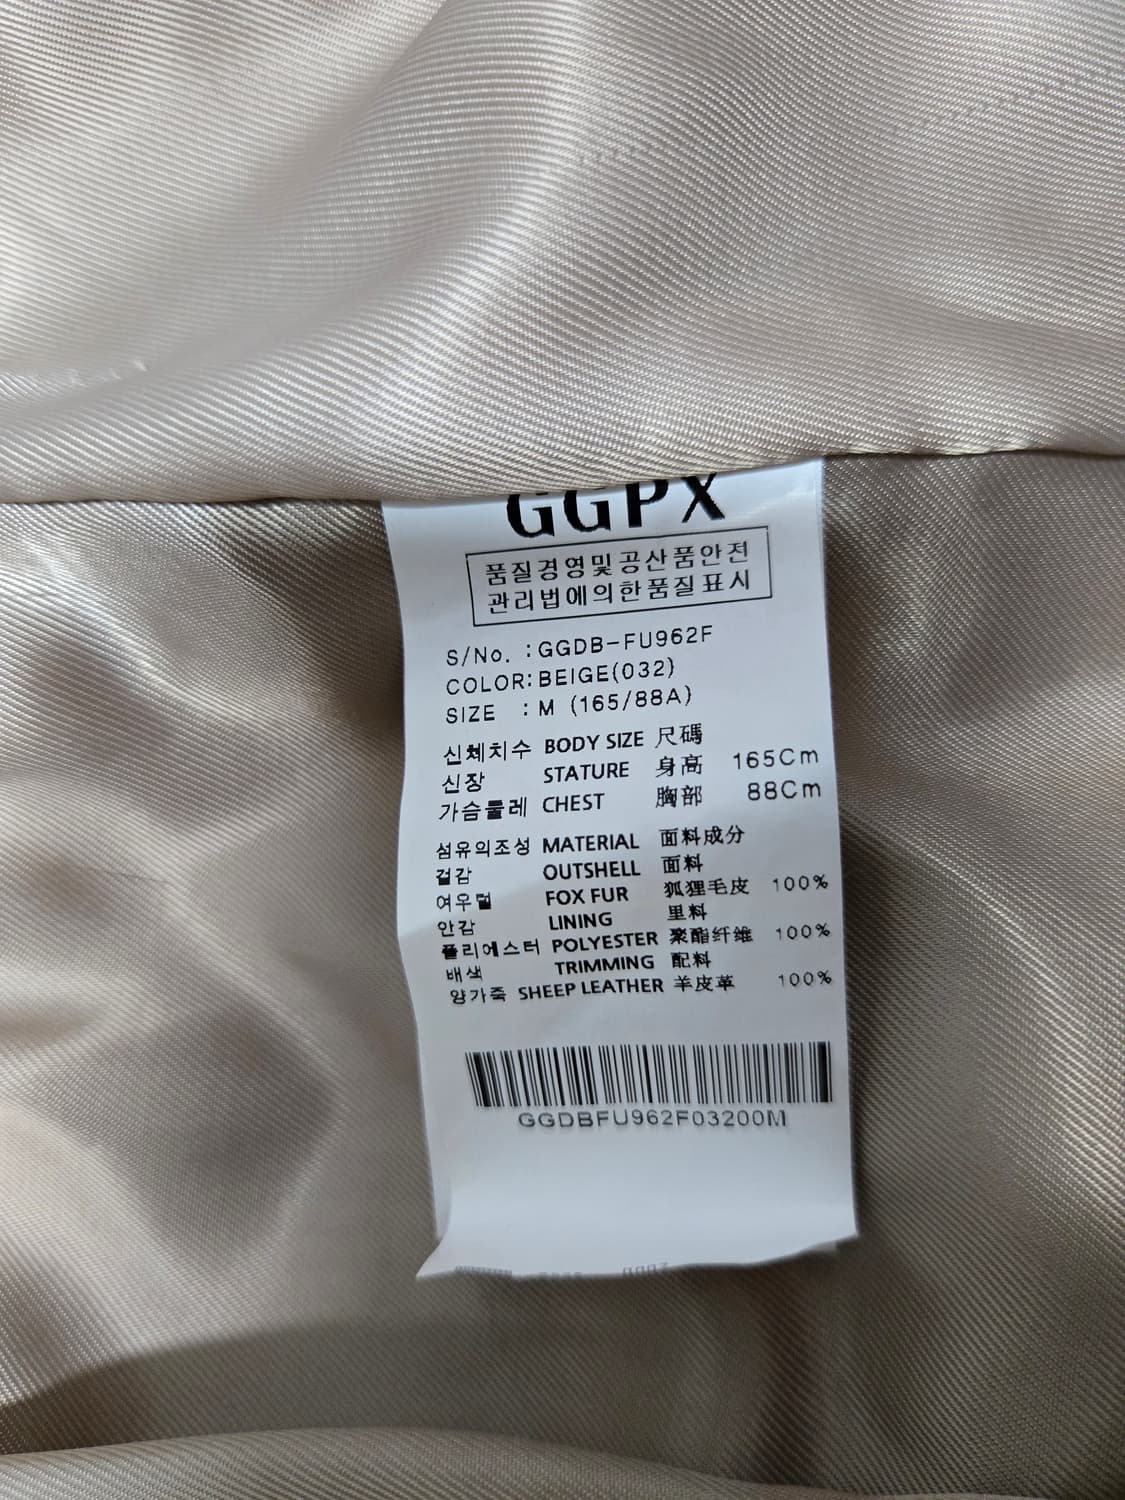 GGPX
품질경영및공산품안전
관리법에의한품질표시
S/No. :GGDB-FU962F
COLOR:BEIGE(032)
SIZE :M (165/88A)
신체치수 BODY SIZE 尺碼
신장 STATURE 身高 165Cm
가슴둘레 CHEST 胸部 88Cm
섬유의조성 MATERIAL 面料成分
겉감 OUTSHELL 面料
여우털 FOX FUR 狐狸毛皮 100%
안감 LINING 里料
폴리에스터 POLYESTER 聚酯纤维 100%
배색 TRIMMING 配料
양가죽 SHEEP LEATHER 羊皮革 100%
GGDBFU962F03200M